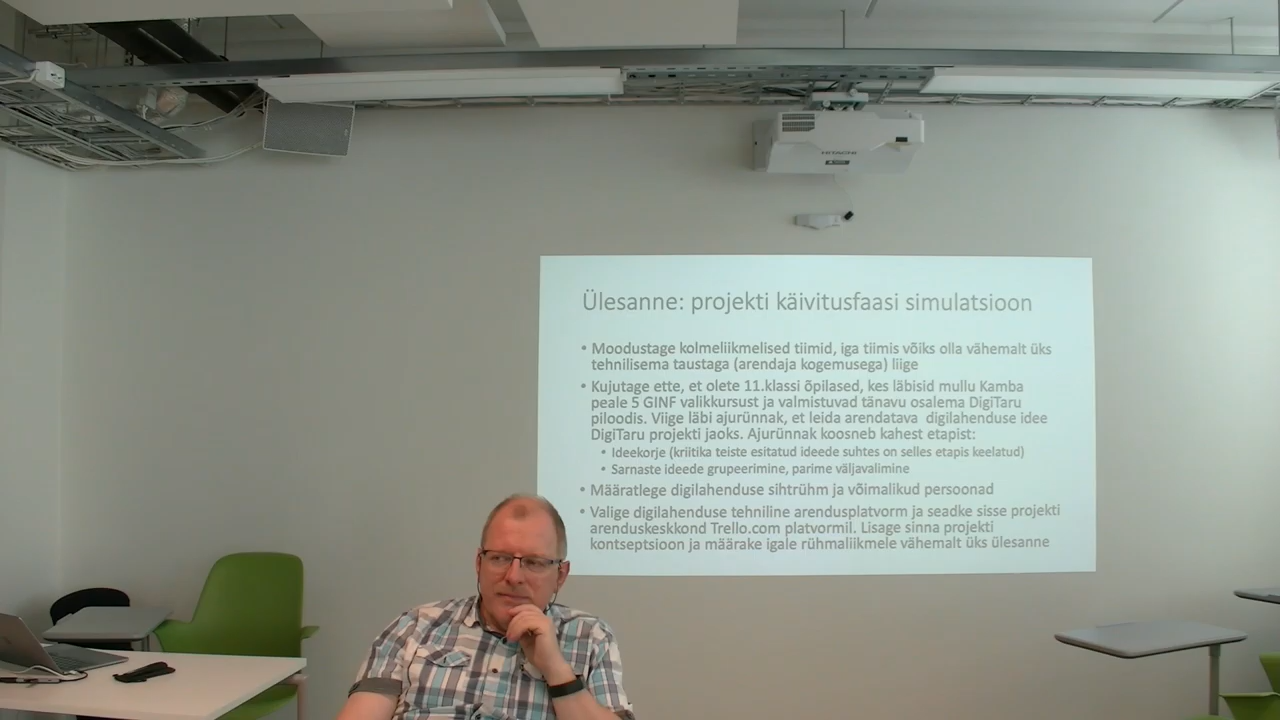 HITACHI
Ülesanne: projekti käivitusfaasi simulatsioon
• Moodustage kolmeliikmelised tiimid, iga tiimis võiks olla vähemalt üks
tehnilisema taustaga (arendaja kogemusega) liige
• Kujutage ette, et olete 11.klassi õpilased, kes läbisid mullu Kamba
peale 5 GINF valikkursust ja valmistuvad tänavu osalema DigiTaru
piloodis. Viige läbi ajurünnak, et leida arendatava digilahenduse idee
DigiTaru projekti jaoks. Ajurünnak koosneb kahest etapist:
• Ideekorje (kriitika teiste esitatud ideede suhtes on selles etapis keelatud)
• Sarnaste ideede grupeerimine, parime väljavalimine
• Määratlege digilahenduse sihtrühm ja võimalikud persoonad
• Valige digilahenduse tehniline arendusplatvorm ja seadke sisse projekti
arenduskeskkond Trello.com platvormil. Lisage sinna projekti
kontseptsioon ja määrake igale rühmaliikmele vähemalt üks ülesanne